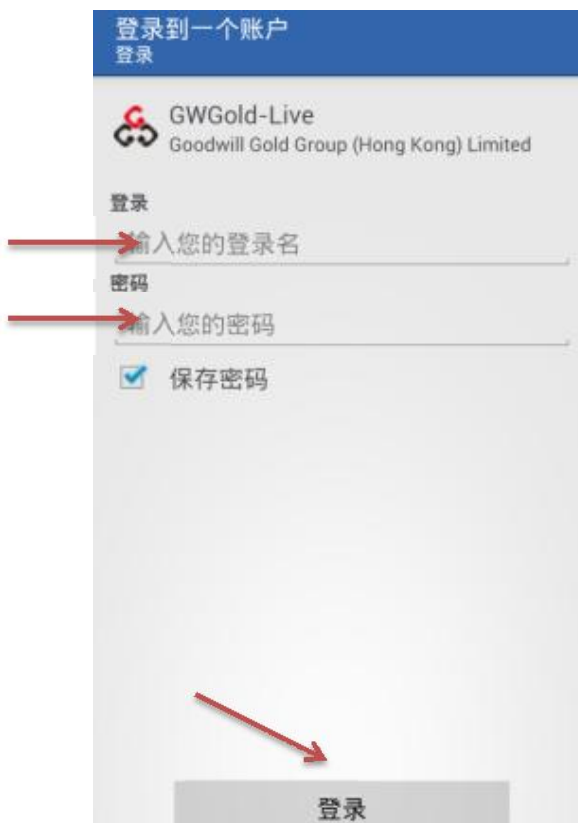 登录到一个账户
登录
GWGold-Live
Goodwill Gold Group (Hong Kong) Limited
登录
输入您的登录名
密码
输入您的密码
保存密码
登录